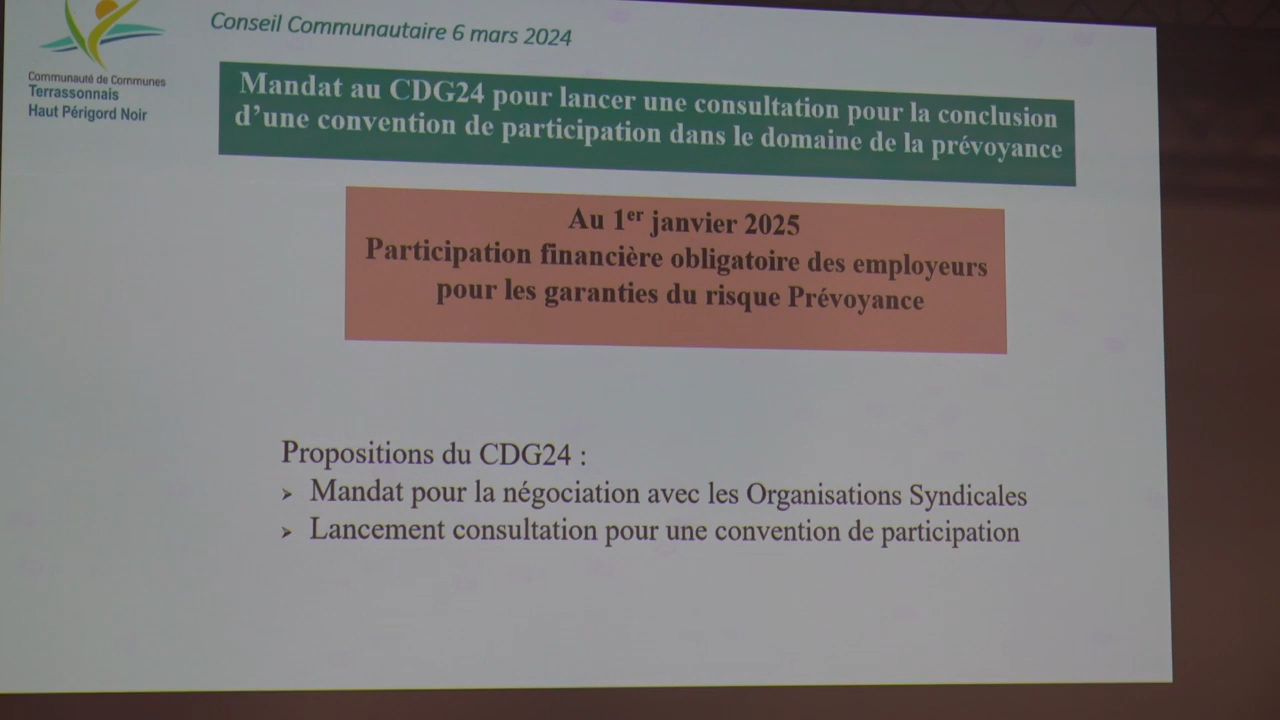 Conseil Communautaire 6 mars 2024
Communauté de Communes
Terrassonnais
Haut Périgord Noir
Mandat au CDG24 pour lancer une consultation pour la conclusion
d’une convention de participation dans le domaine de la prévoyance
Au 1er janvier 2025
Participation financière obligatoire des employeurs
pour les garanties du risque Prévoyance
Propositions du CDG24 :
➢ Mandat pour la négociation avec les Organisations Syndicales
➢ Lancement consultation pour une convention de participation